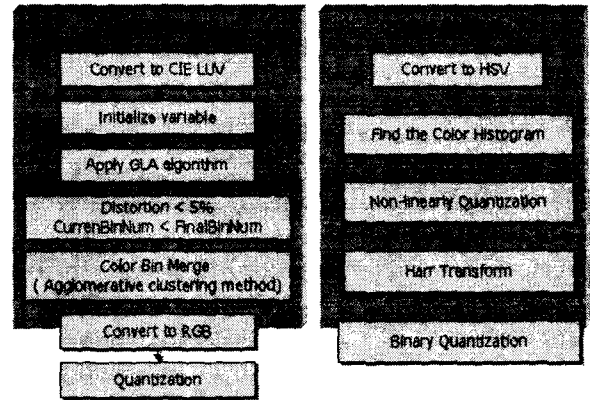 Convert to CIE LUV
Initialize variable
Apply GLA algorithm
Distortion < 5%
CurrenBinNum < FinalBinNum
Color Bin Merge
( Agglomerative clustering method)
Convert to RGB
Quantization
Convert to HSV
Find the Color Histogram
Non-linearly Quantization
Harr Transform
Binary Quantization